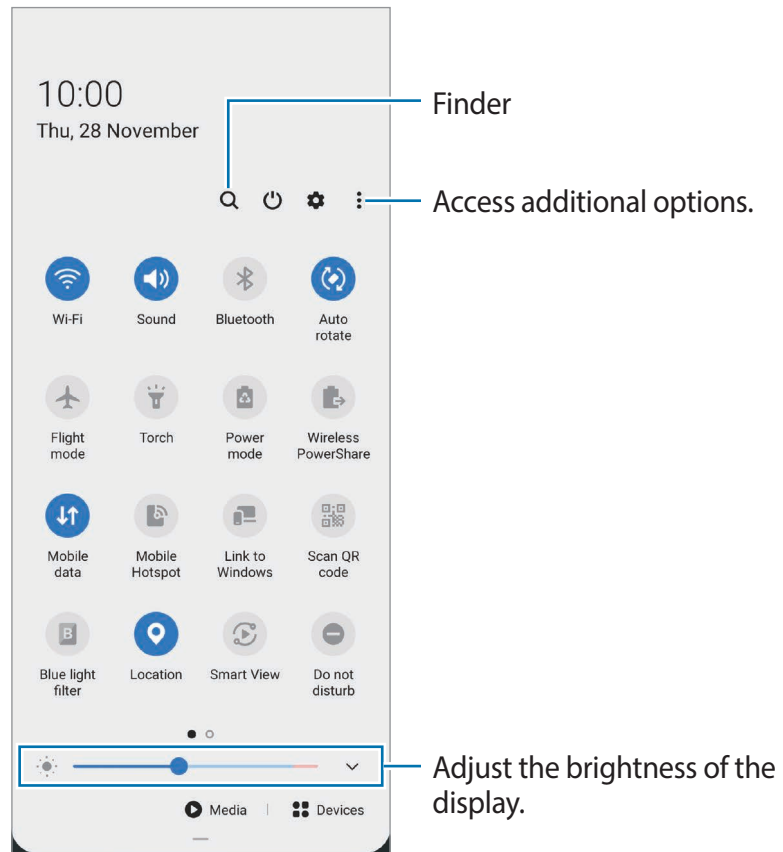 10:00
Finder
Thu, 28 November
Access additional options.
Wi-Fi Sound Bluetooth Auto
rotate
Flight Torch Power Wireless
mode mode PowerShare
Mobile Mobile Link to Scan QR
data Hotspot Windows code
B
Blue light Location Smart View Do not
filter disturb
Adjust the brightness of the
display.
Media | Devices